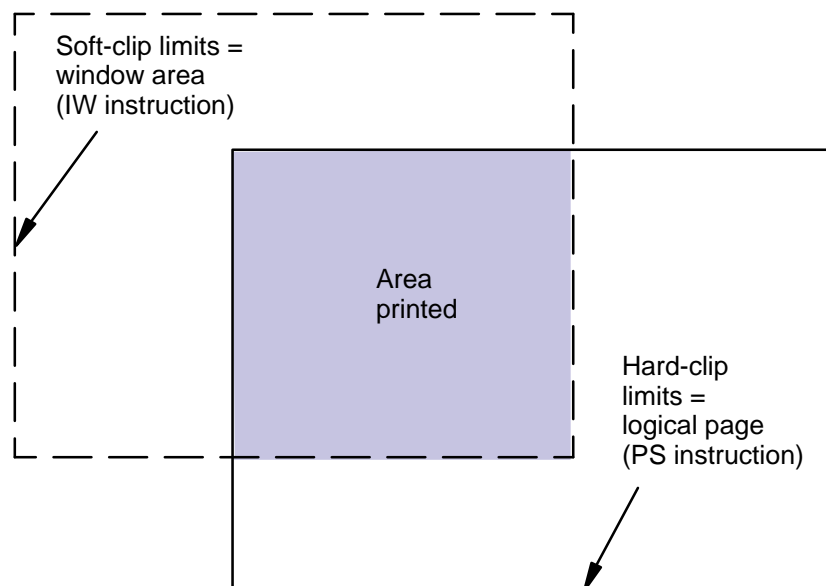 Soft-clip limits =
window area
(IW instruction)
Area
printed
Hard-clip
limits =
logical page
(PS instruction)